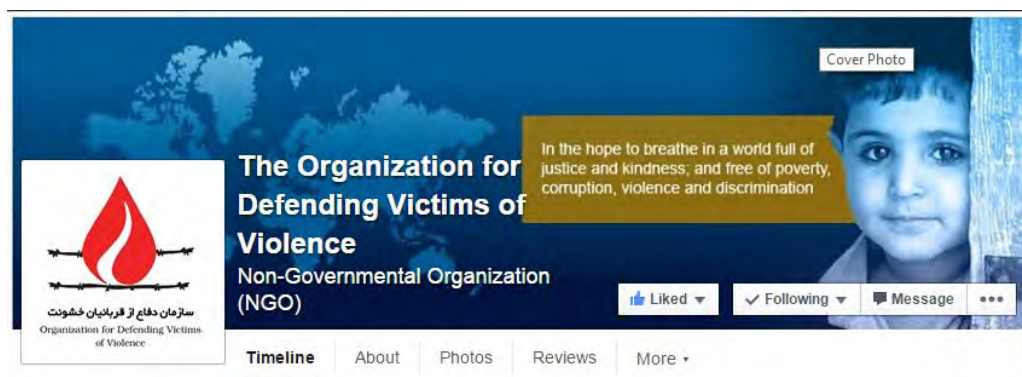 Cover Photo
In the hope to breathe in a world full of
justice and kindness; and free of poverty,
corruption, violence and discrimination
The Organization for
Defending Victims of
Violence
Non-Governmental Organization
(NGO)
سازمان دفاع از قربانیان خشونت
Organization for Defending Victims
of Violence
Liked
Following
Message
Timeline About Photos Reviews More